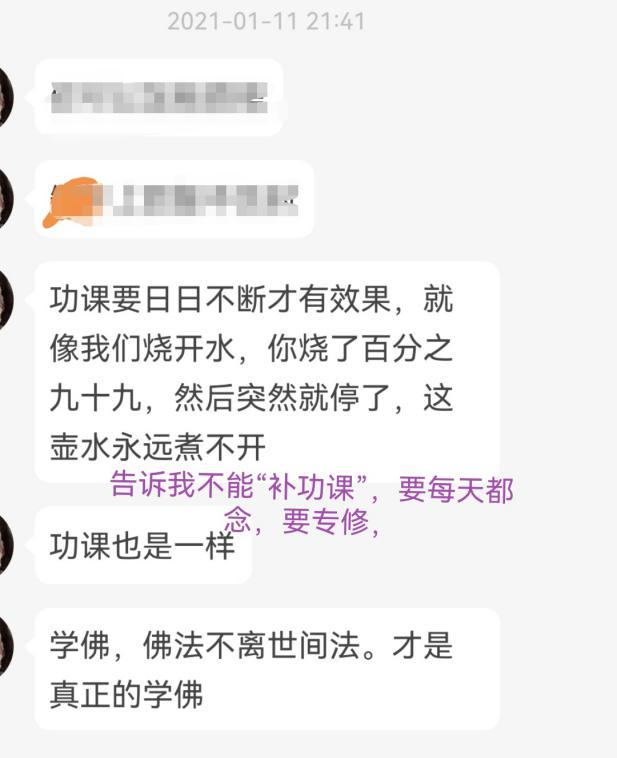 2021-01-11 21:41
功课要日日不断才有效果，就
像我们烧开水，你烧了百分之
九十九，然后突然就停了，这
壶水永远煮不开
告诉我不能“补功课”，要每天都
念，要专修，
功课也是一样
学佛，佛法不离世间法。才是
真正的学佛